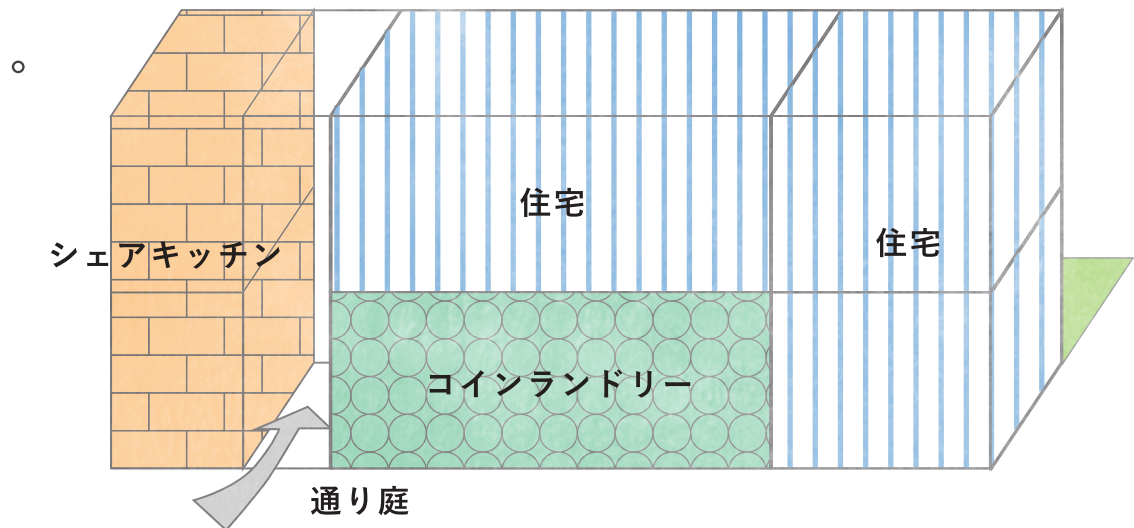 。
住宅
住宅
シェアキッチン
コインランドリー
通り庭